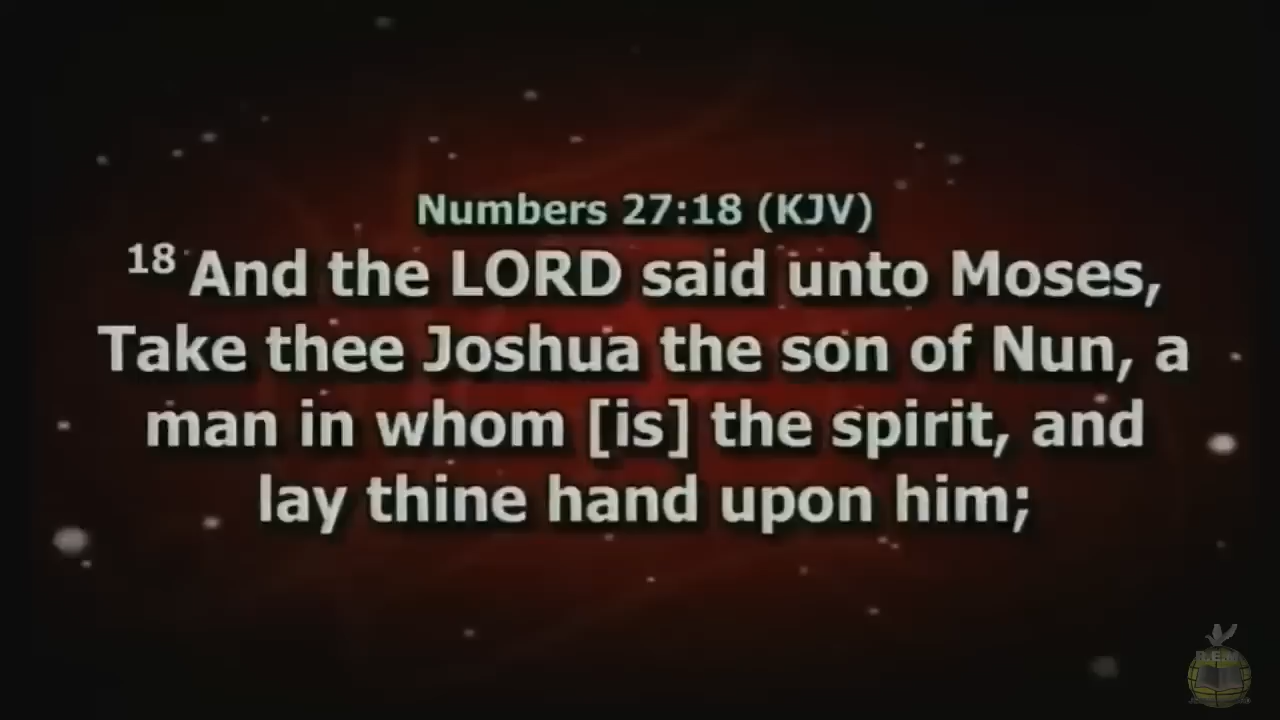 Numbers 27:18 (KJV)
18 And the LORD said unto Moses,
Take thee Joshua the son of Nun, a
man in whom [is] the spirit, and
lay thine hand upon him;